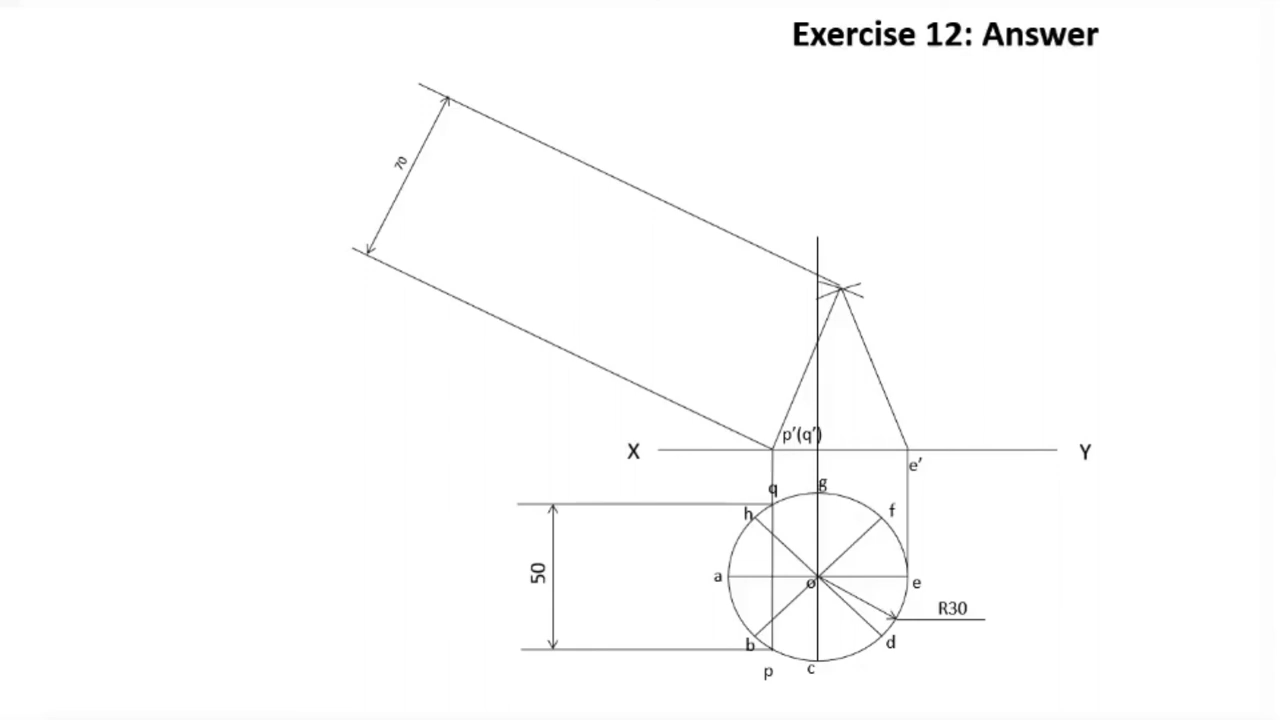 Exercise 12: Answer
70
p’(q’)
X
Y
e’
q
g
h
f
50
a
o
e
R30
b
d
p
c